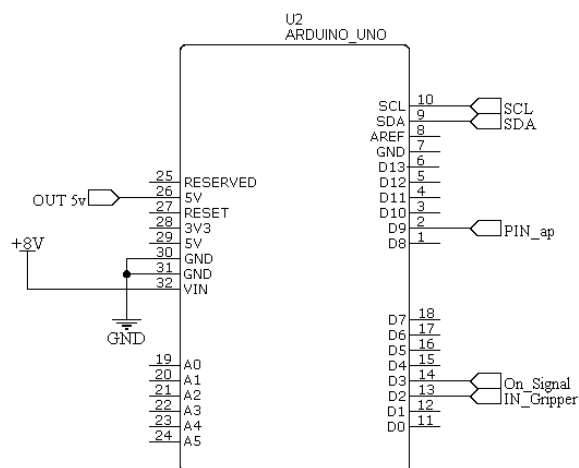 U2
ARDUINO_UNO
SCL 10 SCL
SDA 9 SDA
AREF 8
GND 7
D13 6
25 RESERVED D12 5
OUT 5v 26 5V D11 4
27 RESET D10 3
28 3V3 D9 2 PIN_ap
+8V 29 5V D8 1
30 GND
31 GND
32 VIN
GND
D7 18
D6 17
D5 16
19 A0 D4 15
20 A1 D3 14 On_Signal
21 A2 D2 13 IN_Gripper
22 A3 D1 12
23 A4 D0 11
24 A5